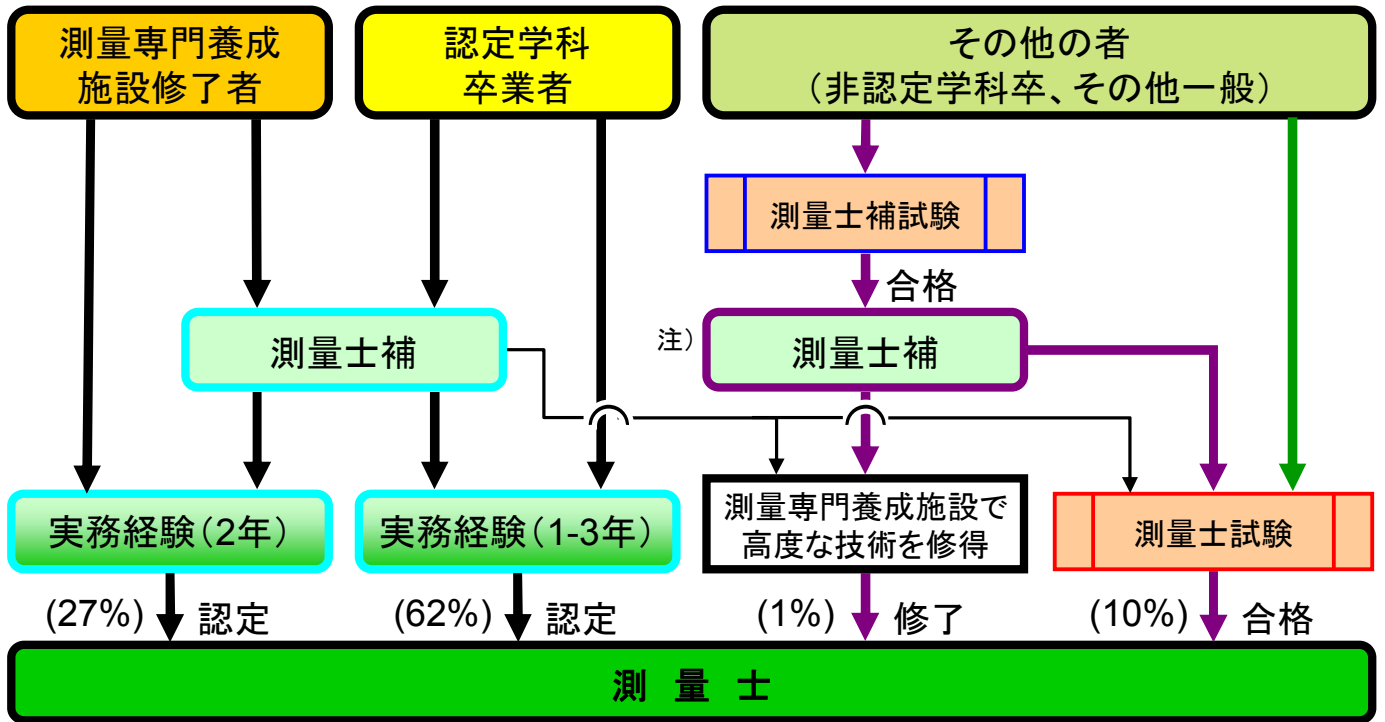 測量専門養成
施設修了者
認定学科
卒業者
その他の者
（非認定学科卒、その他一般）
測量士補試験
合格
測量士補
注）
測量士補
実務経験（2年）
実務経験（1-3年）
測量専門養成施設で
高度な技術を修得
測量士試験
(27%) 認定
(62%) 認定
(1%) 修了
(10%) 合格
測 量 士